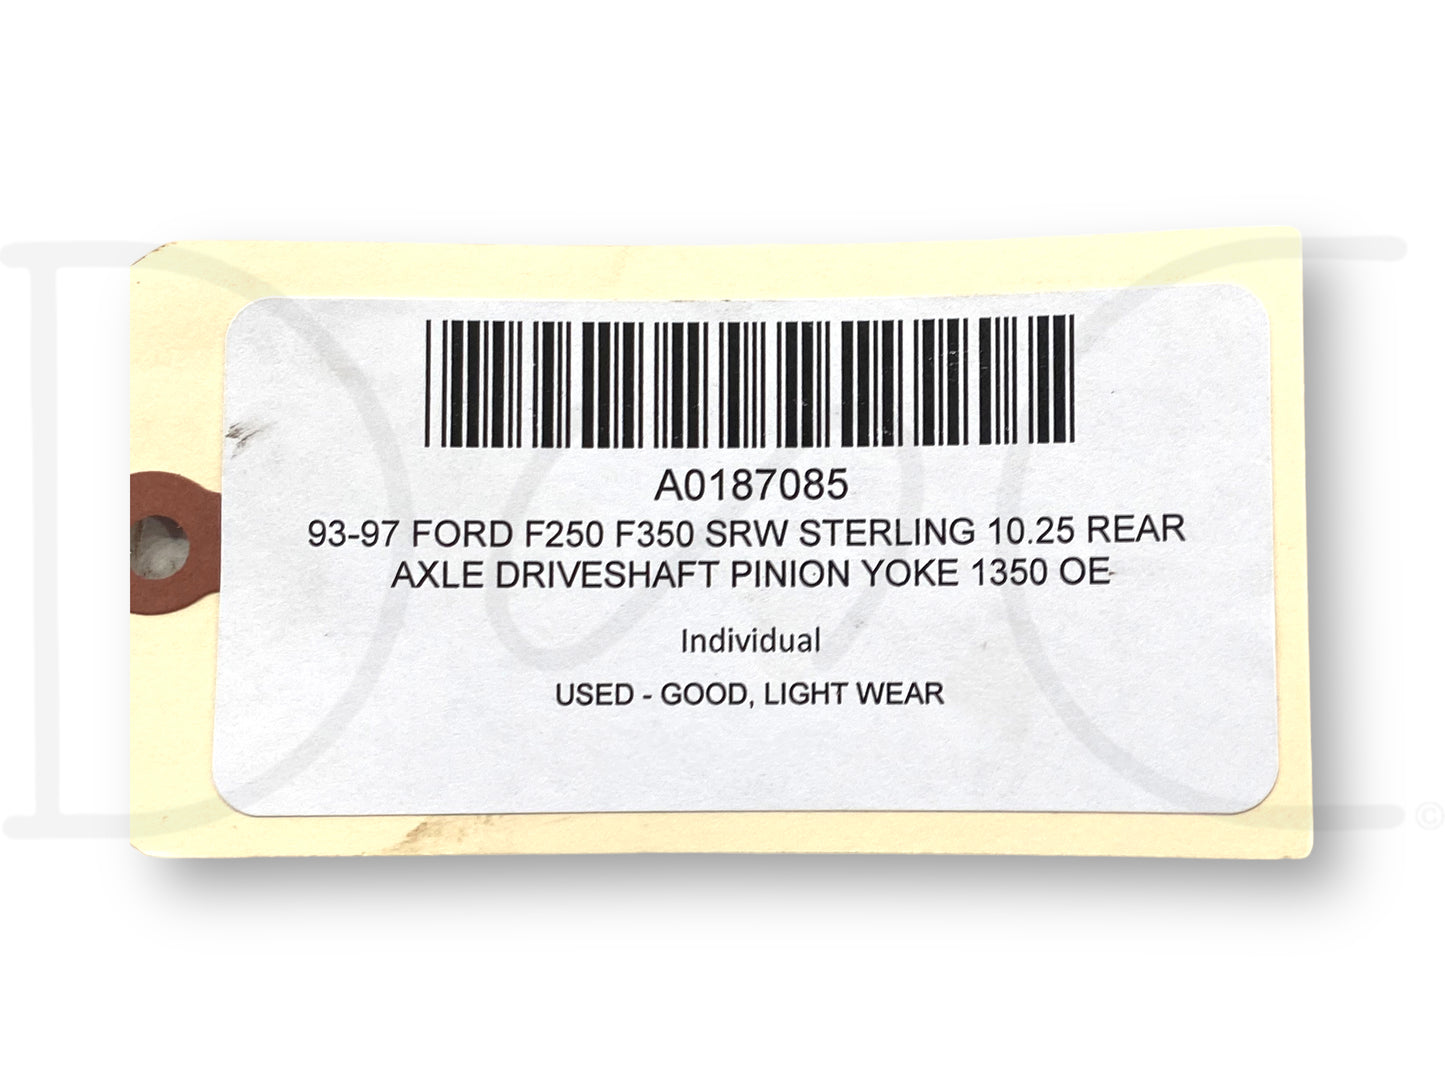 A0187085
93-97 FORD F250 F350 SRW STERLING 10.25 REAR
AXLE DRIVESHAFT PINION YOKE 1350 OE
Individual
USED - GOOD, LIGHT WEAR
©